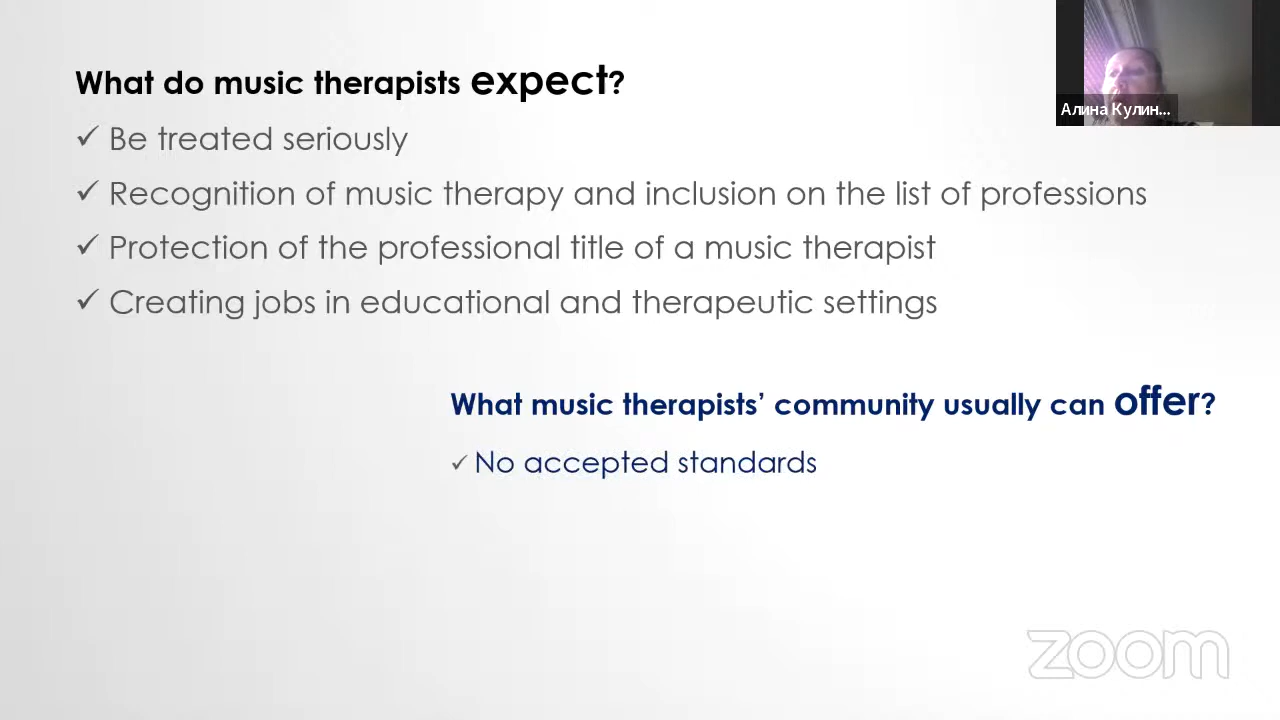 What do music therapists expect?
✓ Be treated seriously
✓ Recognition of music therapy and inclusion on the list of professions
✓ Protection of the professional title of a music therapist
✓ Creating jobs in educational and therapeutic settings
What music therapists’ community usually can offer?
✓ No accepted standards
Алина Кулин...
zoom